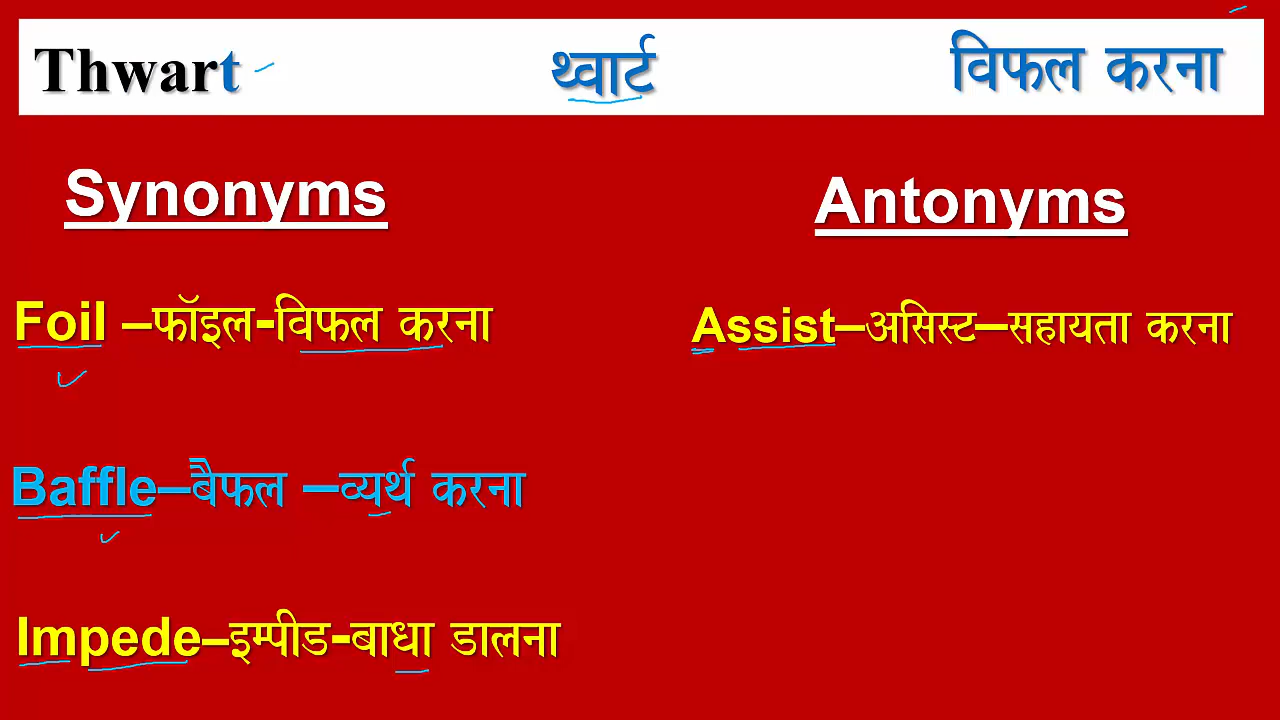 Thwart थ्वार्ट विफल करना
Synonyms Antonyms
Foil –फॉइल-विफल करना Assist–असिस्ट–सहायता करना
Baffle–बैफल –व्यर्थ करना
Impede–इम्पीड-बाधा डालना